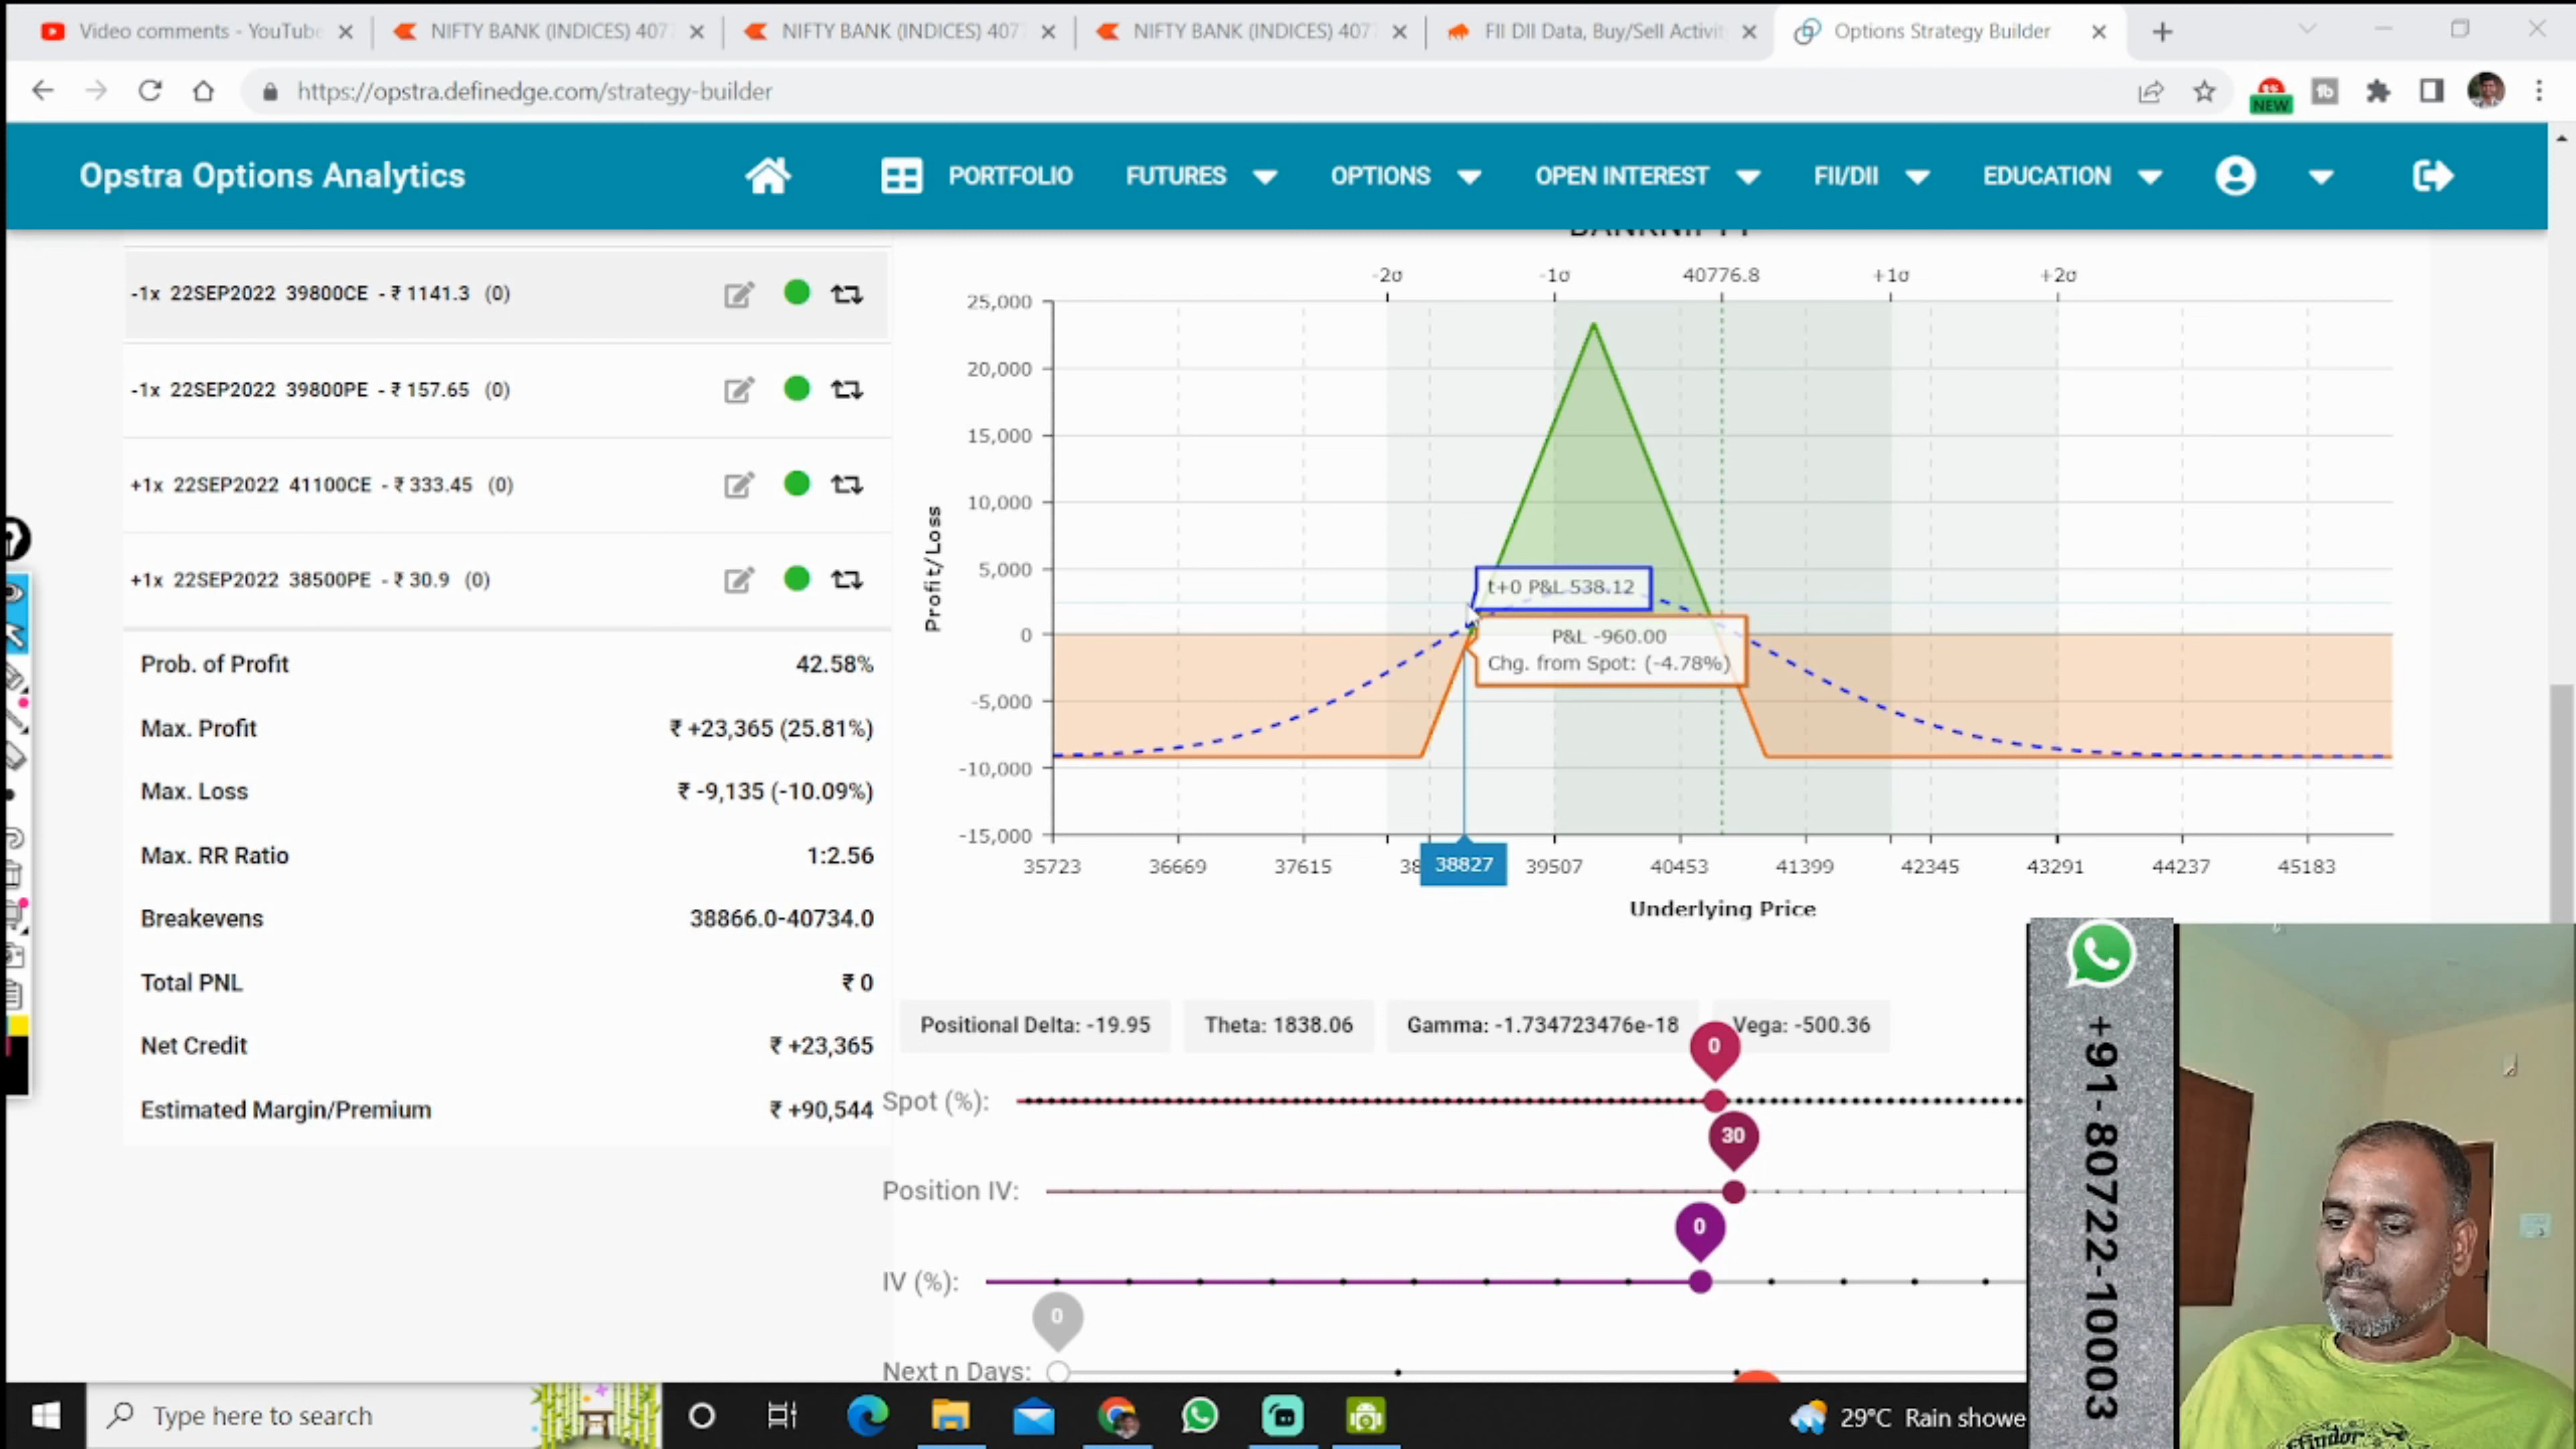 Video comments - YouTube
NIFTY BANK (INDICES) 407
NIFTY BANK (INDICES) 407
NIFTY BANK (INDICES) 407
FII DII Data, Buy/Sell Activit
Options Strategy Builder
https://opstra.definedge.com/strategy-builder
NEW
Opstra Options Analytics
PORTFOLIO
FUTURES
OPTIONS
OPEN INTEREST
FII/DII
EDUCATION
BANKNIFTY
-1x 22SEP2022 39800CE - ₹ 1141.3 (0)
-1x 22SEP2022 39800PE - ₹ 157.65 (0)
+1x 22SEP2022 41100CE - ₹ 333.45 (0)
+1x 22SEP2022 38500PE - ₹ 30.9 (0)
Prob. of Profit 42.58%
Max. Profit ₹ +23,365 (25.81%)
Max. Loss ₹ -9,135 (-10.09%)
Max. RR Ratio 1:2.56
Breakevens 38866.0-40734.0
Total PNL ₹ 0
Net Credit ₹ +23,365
Estimated Margin/Premium ₹ +90,544
-2σ -1σ 40776.8 +1σ +2σ
25,000
20,000
15,000
10,000
5,000
0
-5,000
-10,000
-15,000
Profit/Loss
t+0 P&L 538.12
P&L -960.00
Chg. from Spot: (-4.78%)
35723 36669 37615 38 38827 39507 40453 41399 42345 43291 44237 45183
Underlying Price
Positional Delta: -19.95
Theta: 1838.06
Gamma: -1.734723476e-18
Vega: -500.36
0
Spot (%):
30
Position IV:
0
IV (%):
0
Next n Days:
+91-80722-10003
Type here to search
29°C Rain showe